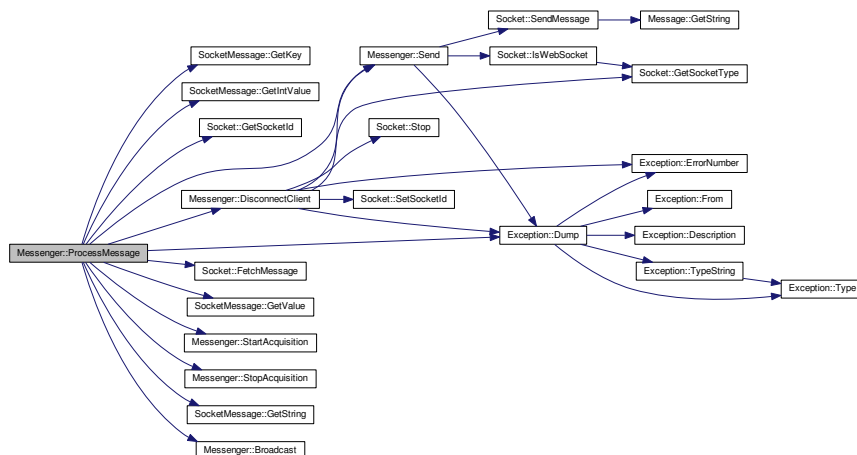 Socket::SendMessage
Message::GetString
SocketMessage::GetKey
Messenger::Send
Socket::IsWebSocket
Socket::GetSocketType
SocketMessage::GetIntValue
Socket::GetSocketId
Socket::Stop
Exception::ErrorNumber
Messenger::DisconnectClient
Socket::SetSocketId
Exception::From
Exception::Dump
Exception::Description
Messenger::ProcessMessage
Socket::FetchMessage
Exception::TypeString
Exception::Type
SocketMessage::GetValue
Messenger::StartAcquisition
Messenger::StopAcquisition
SocketMessage::GetString
Messenger::Broadcast